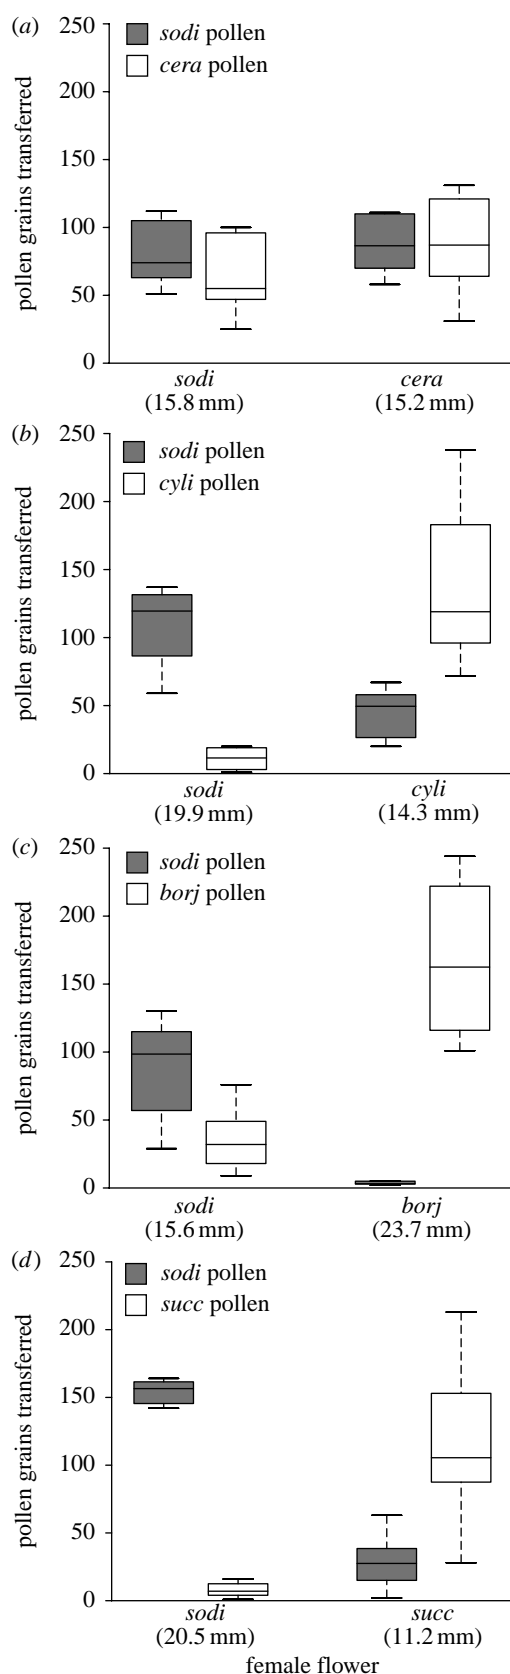 (a)
sodi pollen
cera pollen
250
200
150
100
50
0
pollen grains transferred
sodi cera
(15.8 mm) (15.2 mm)
(b)
sodi pollen
cyli pollen
250
200
150
100
50
0
pollen grains transferred
sodi cyli
(19.9 mm) (14.3 mm)
(c)
sodi pollen
borj pollen
250
200
150
100
50
0
pollen grains transferred
sodi borj
(15.6 mm) (23.7 mm)
(d)
sodi pollen
succ pollen
250
200
150
100
50
0
pollen grains transferred
sodi succ
(20.5 mm) (11.2 mm)
female flower